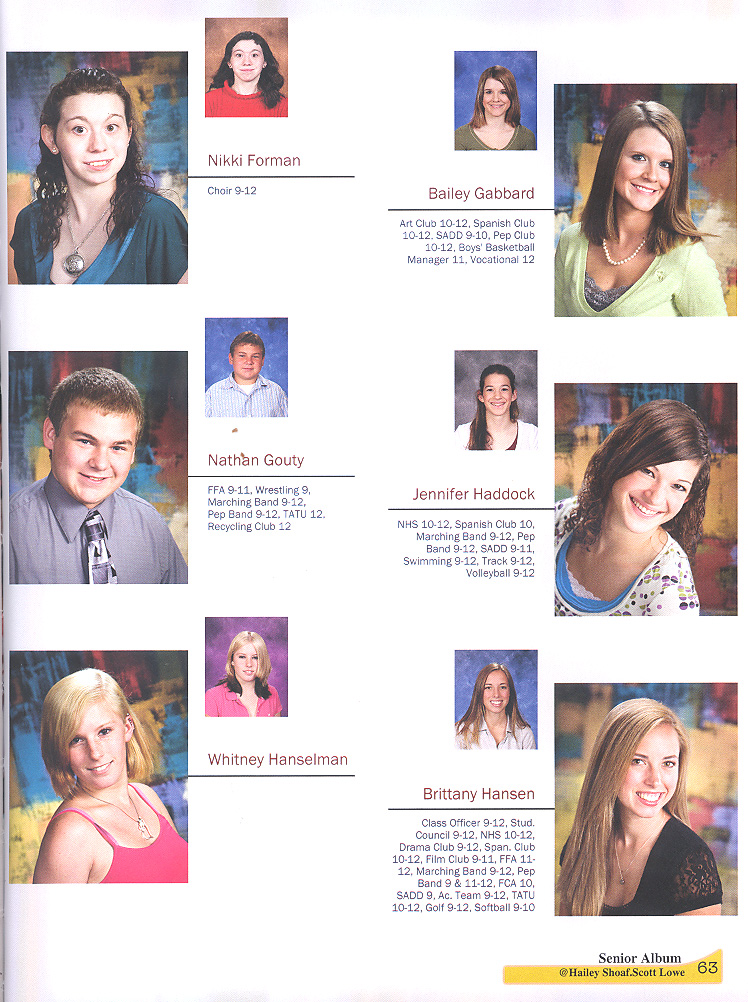 Nikki Forman
Choir 9-12
Bailey Gabbard
Art Club 10-12, Spanish Club
10-12, SADD 9-10, Pep Club
10-12, Boys' Basketball
Manager 11, Vocational 12
Nathan Gouty
FFA 9-11, Wrestling 9,
Marching Band 9-12,
Pep Band 9-12, TATU 12,
Recycling Club 12
Jennifer Haddock
NHS 10-12, Spanish Club 10,
Marching Band 9-12, Pep
Band 9-12, SADD 9-11,
Swimming 9-12, Track 9-12,
Volleyball 9-12
Whitney Hanselman
Brittany Hansen
Class Officer 9-12, Stud.
Council 9-12, NHS 10-12,
Drama Club 9-12, Span. Club
10-12, Film Club 9-11, FFA 11-
12, Marching Band 9-12, Pep
Band 9 & 11-12, FCA 10,
SADD 9, Ac. Team 9-12, TATU
10-12, Golf 9-12, Softball 9-10
Senior Album
@Hailey Shoaf.Scott Lowe 63